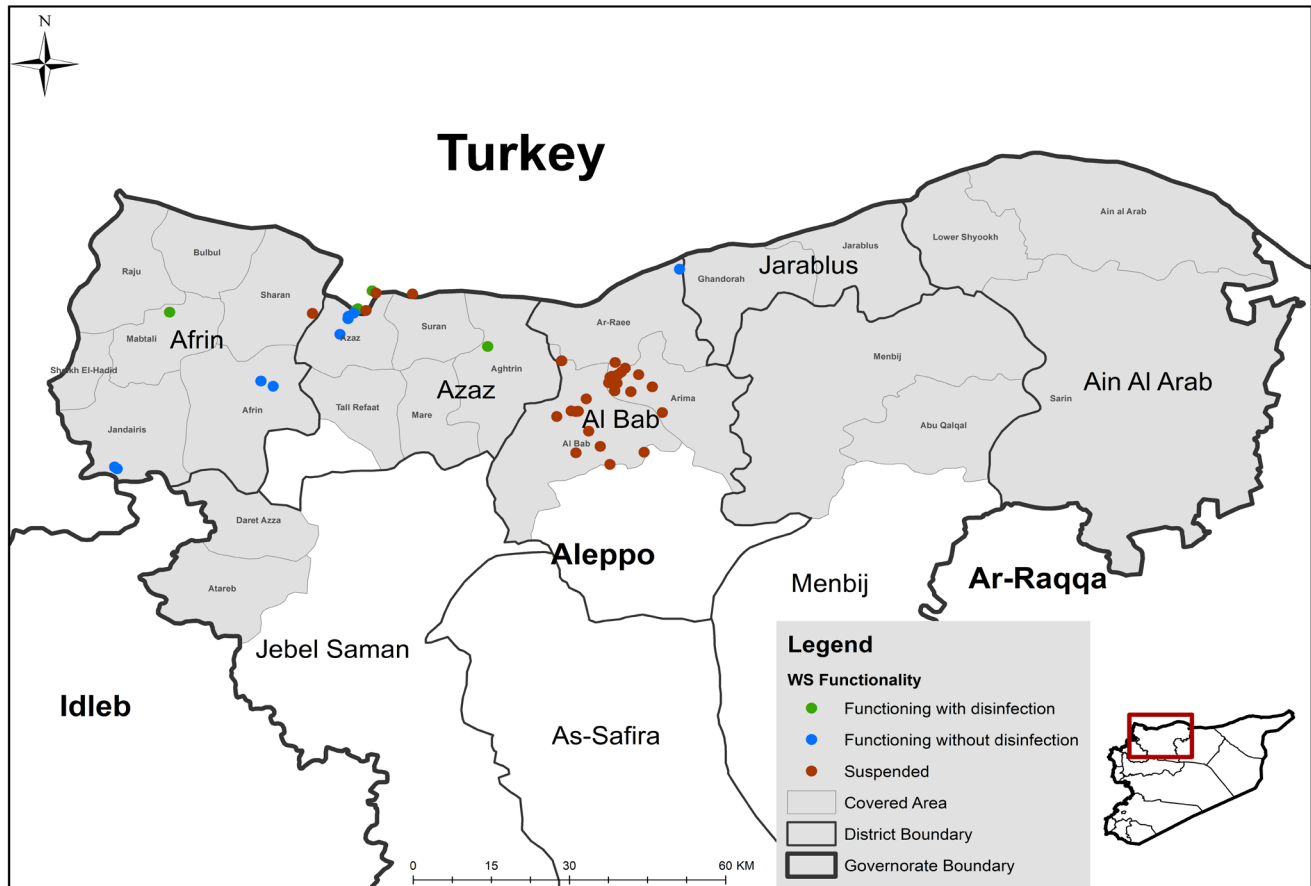 N
Turkey
Ain al Arab
Bulbul
Lower Shyookh
Jarablus
Raju
Jarablus
Ghandorah
Sharan
Ar-Raee
Suran
Mabtali
Afrin
Azaz
Menbij
Aghtrin
Sheikh El-Hadid
Azaz
Ain Al Arab
Afrin
Tall Refaat
Mare
Arima
Sarin
Jandairis
Al Bab
Abu Qalqal
Al Bab
Daret Azza
Aleppo
Menbij
Ar-Raqqa
Atareb
Jebel Saman
Idleb
As-Safira
Legend
WS Functionality
Functioning with disinfection
Functioning without disinfection
Suspended
Covered Area
District Boundary
Governorate Boundary
0 15 30 60 KM